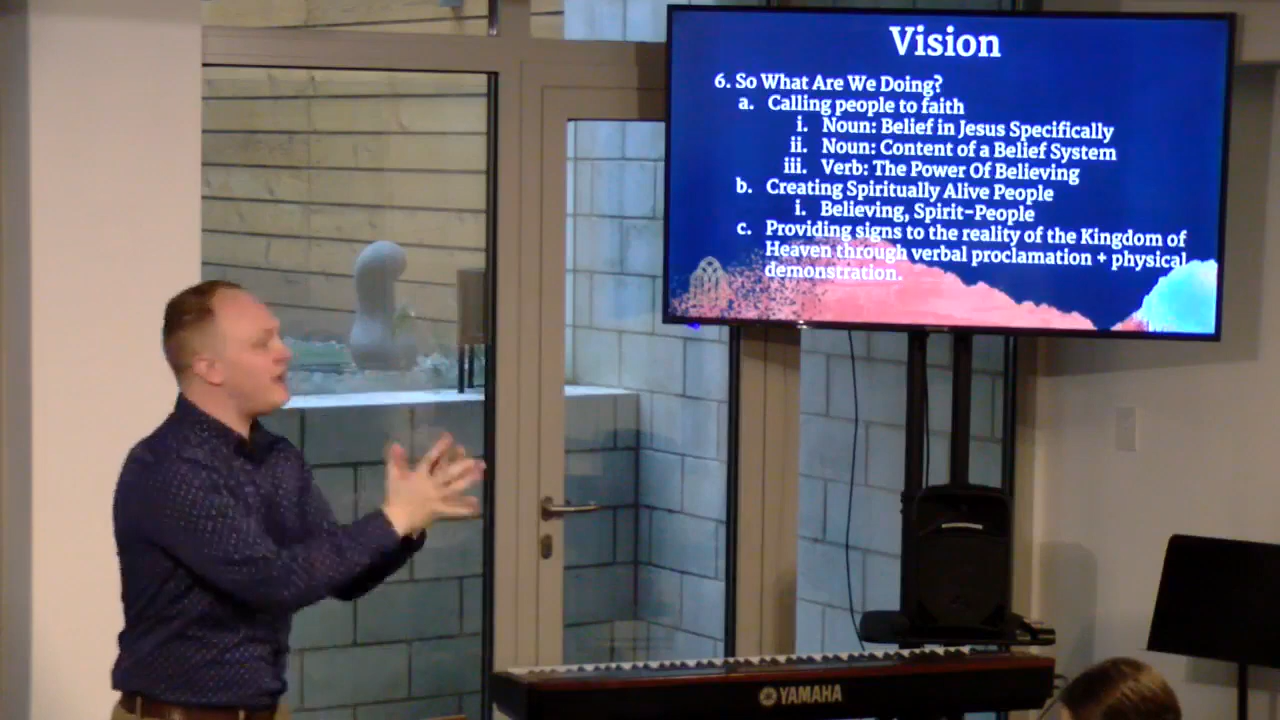 Vision
6. So What Are We Doing?
a. Calling people to faith
i. Noun: Belief in Jesus Specifically
ii. Noun: Content of a Belief System
iii. Verb: The Power Of Believing
b. Creating Spiritually Alive People
i. Believing, Spirit-People
c. Providing signs to the reality of the Kingdom of
Heaven through verbal proclamation + physical
demonstration.
YAMAHA